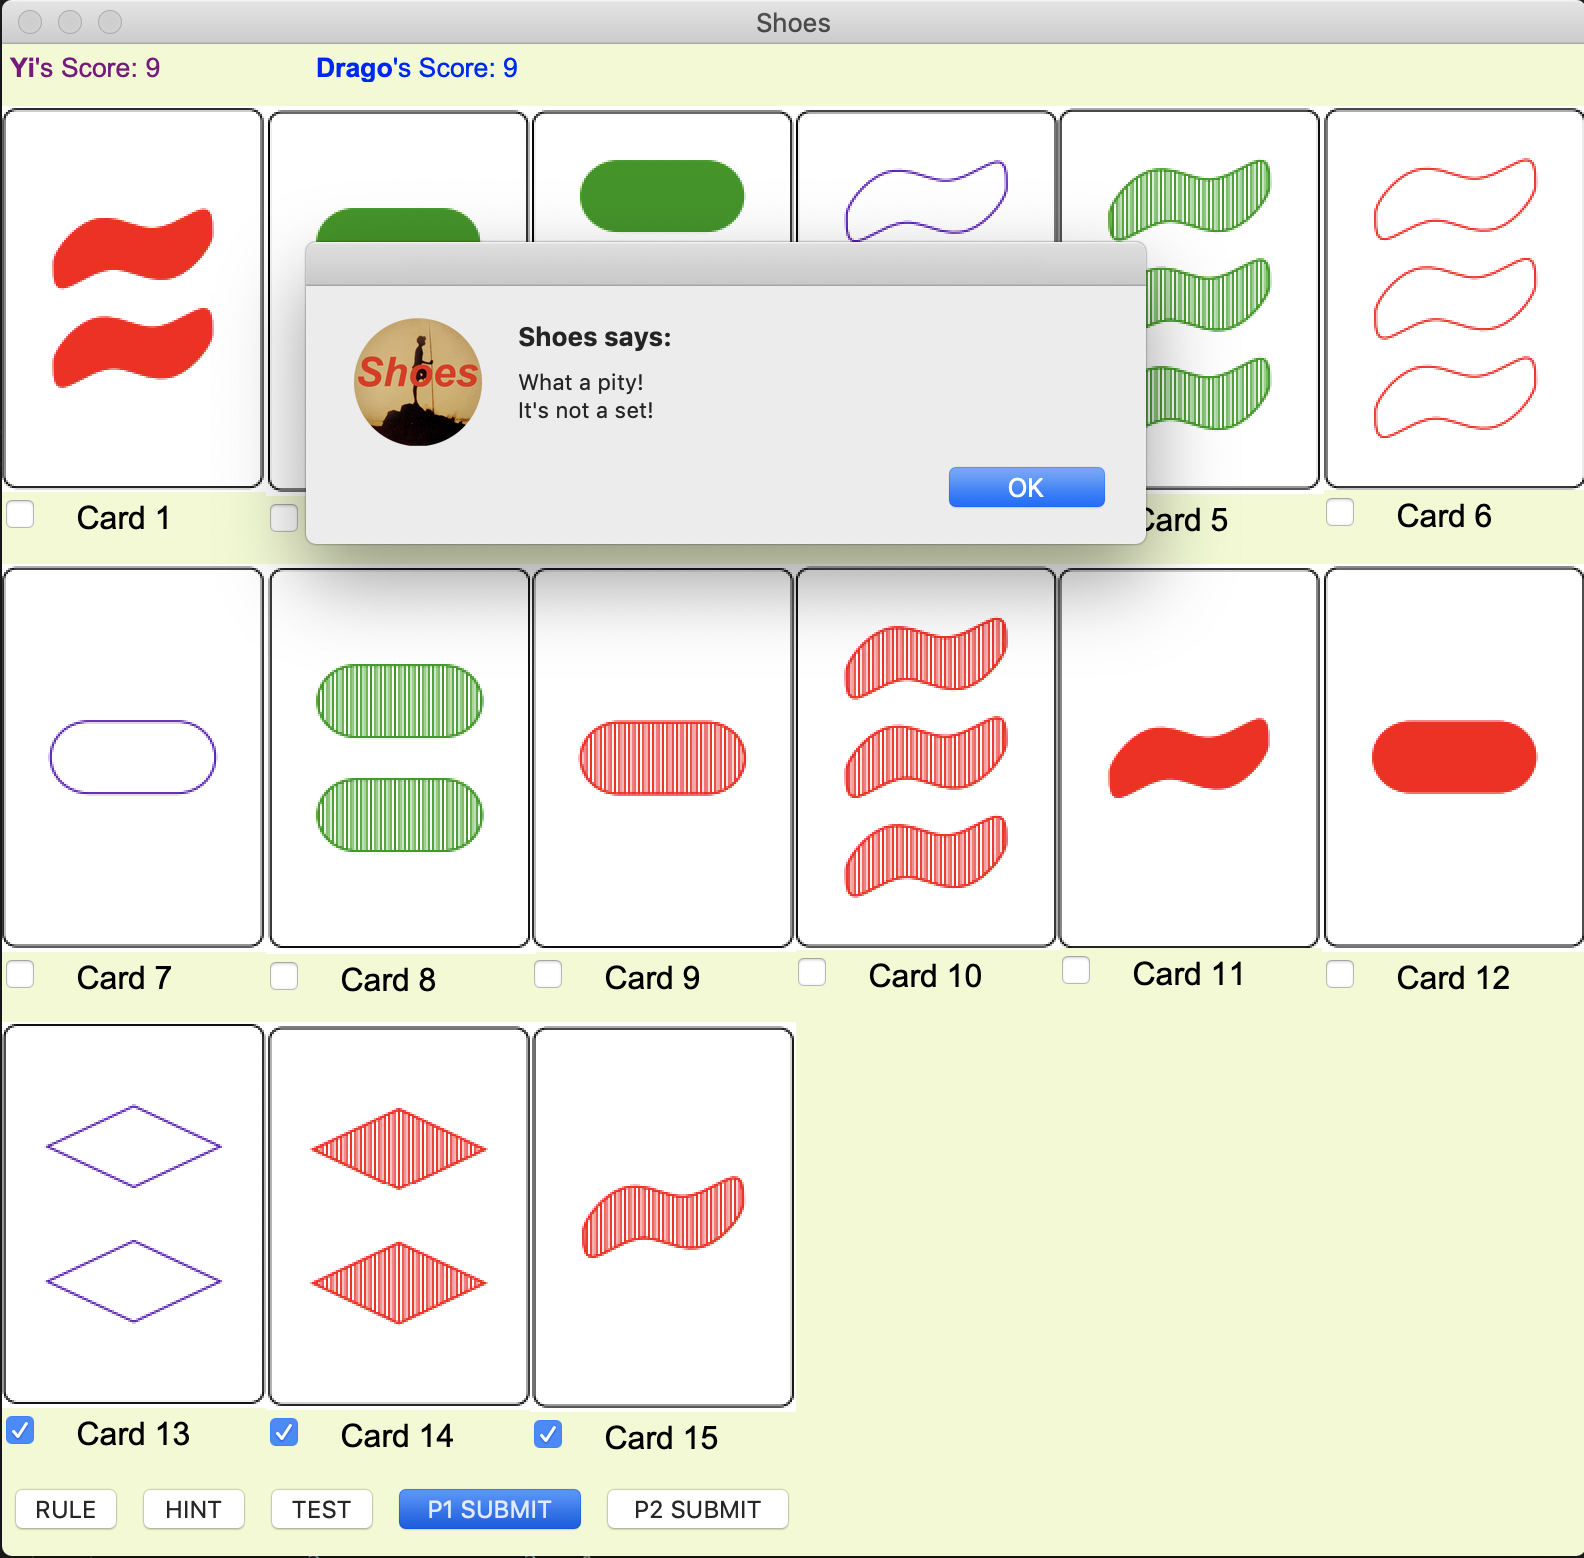 Shoes
Yi's Score: 9 Drago's Score: 9
Shoes
Shoes says:
What a pity!
It's not a set!
OK
Card 1
Card 5
Card 6
Card 7
Card 8
Card 9
Card 10
Card 11
Card 12
Card 13
Card 14
Card 15
RULE HINT TEST P1 SUBMIT P2 SUBMIT